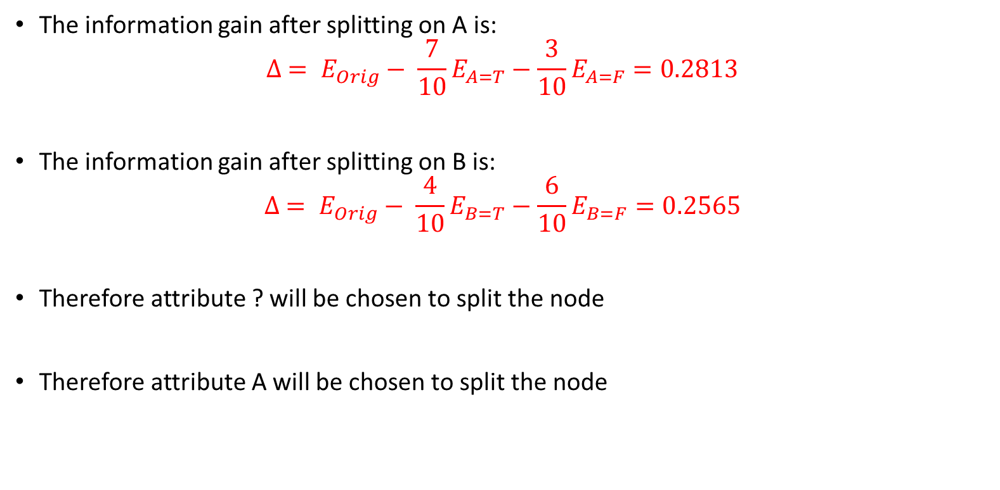 • The information gain after splitting on A is:
Δ = E_{Orig} − \frac{7}{10} E_{A=T} − \frac{3}{10} E_{A=F} = 0.2813
• The information gain after splitting on B is:
Δ = E_{Orig} − \frac{4}{10} E_{B=T} − \frac{6}{10} E_{B=F} = 0.2565
• Therefore attribute ? will be chosen to split the node
• Therefore attribute A will be chosen to split the node